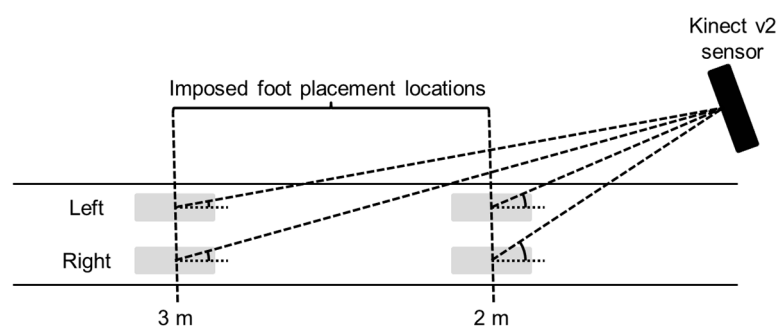 Kinect v2
sensor
Imposed foot placement locations
Left
Right
3 m
2 m